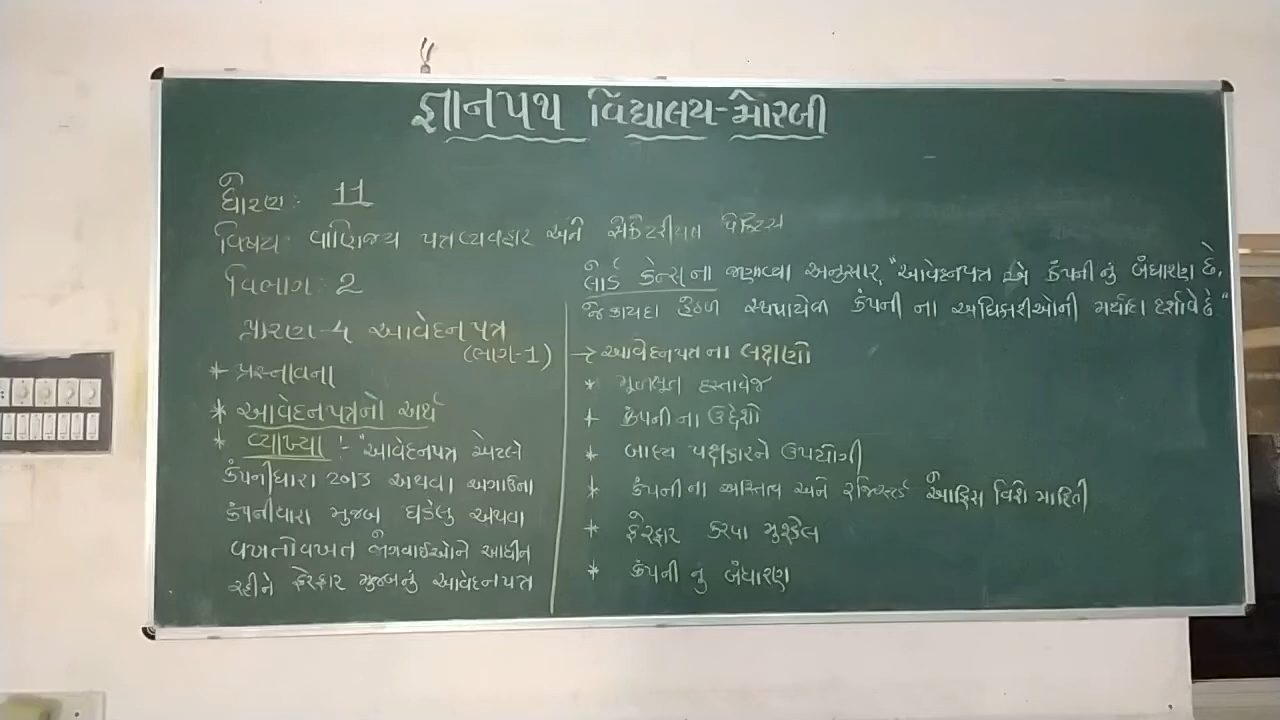 જ્ઞાનપથ વિદ્યાલય-મોરબી
ધોરણ: 11
વિષય: વાણિજ્ય પત્રવ્યવહાર અને સેક્રેટરીયલ પ્રેક્ટિસ
વિભાગ: 2
પ્રકરણ-4 આવેદનપત્ર
(ભાગ-1)
* પ્રસ્તાવના
* આવેદનપત્રનો અર્થ
* વ્યાખ્યા :- "આવેદનપત્ર એટલે
કંપનીધારા 2013 અથવા અગાઉના
કંપનીધારા મુજબ ઘડેલુ અથવા
વખતોવખત જોગવાઈઓને આધીન
રહીને ફેરફાર મુજબનું આવેદનપત્ર
લોર્ડ કેન્સના જણાવ્યા અનુસાર, "આવેદનપત્ર એ કંપનીનું બંધારણ છે,
જે કાયદા હેઠળ સ્થપાયેલ કંપની ના અધિકારીઓની મર્યાદા દર્શાવે છે"
→ આવેદનપત્રના લક્ષણો
* મૂળભૂત દસ્તાવેજ
* કંપનીના ઉદ્દેશો
* બાહ્ય પક્ષકારને ઉપયોગી
* કંપનીના અસ્તિત્વ અને રજિસ્ટર્ડ ઓફિસ વિશે માહિતી
* ફેરફાર કરવા મુશ્કેલ
* કંપની નુ બંધારણ